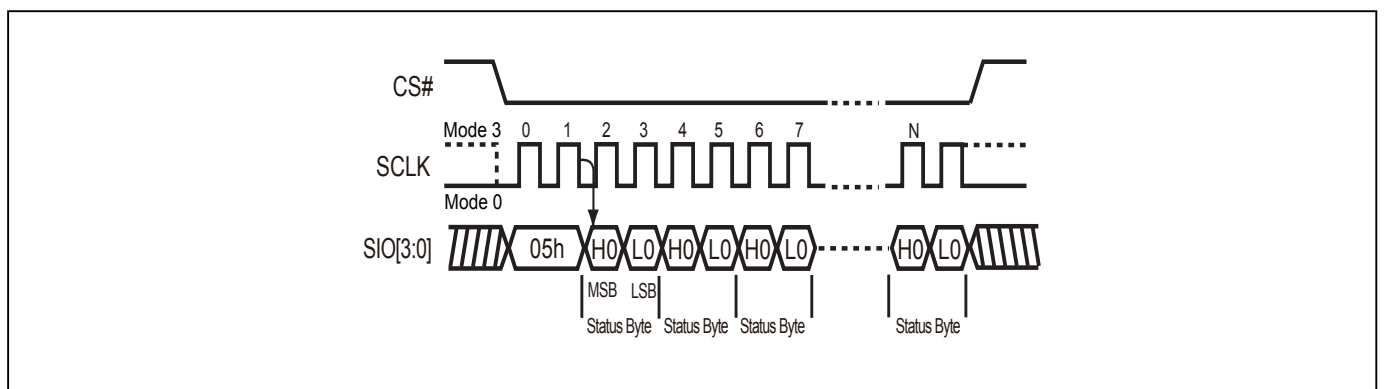 CS#
Mode 3 0 1 2 3 4 5 6 7 N
SCLK
Mode 0
SIO[3:0] 05h H0 L0 H0 L0 H0 L0 H0 L0
MSB LSB
Status Byte Status Byte Status Byte Status Byte